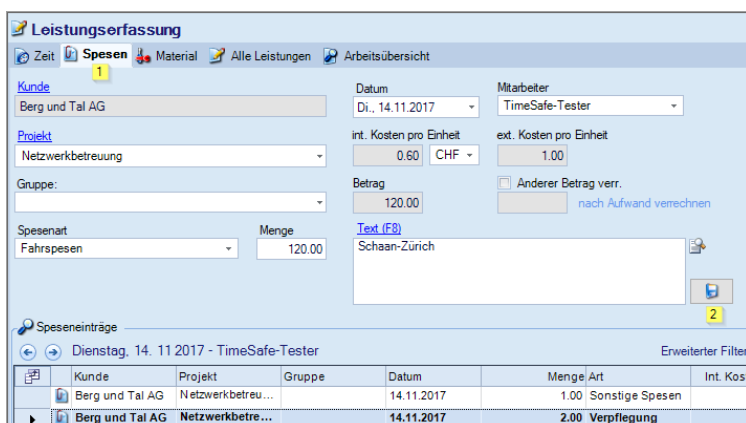 Leistungserfassung
Zeit Spesen Material Alle Leistungen Arbeitsübersicht
1
Kunde Datum Mitarbeiter
Berg und Tal AG Di., 14.11.2017 TimeSafe-Tester
Projekt int. Kosten pro Einheit ext. Kosten pro Einheit
Netzwerkbetreuung 0.60 CHF 1.00
Gruppe: Betrag Anderer Betrag verr.
120.00 nach Aufwand verrechnen
Spesenart Menge Text (F8)
Fahrspesen 120.00 Schaan-Zürich
2
Speseneinträge
Dienstag, 14. 11 2017 - TimeSafe-Tester Erweiterter Filter
Kunde Projekt Gruppe Datum Menge Art Int. Kos
Berg und Tal AG Netzwerkbetreu... 14.11.2017 1.00 Sonstige Spesen
Berg und Tal AG Netzwerkbetre... 14.11.2017 2.00 Verpflegung